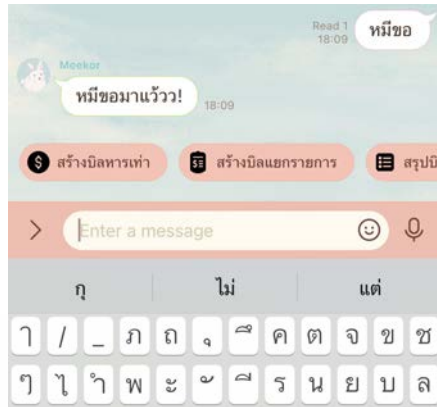 Read 1
18:09
หมีขอ
Meekor
หมีขอมาแว้วว!
18:09
สร้างบิลหารเท่า
สร้างบิลแยกรายการ
สรุปบิ
Enter a message
กุ
ไม่
แต่
ๅ / _ ภ ถ ุ ึ ค ต จ ข ช
ๆ ไ ำ พ ะ ั ี ร น ย บ ล